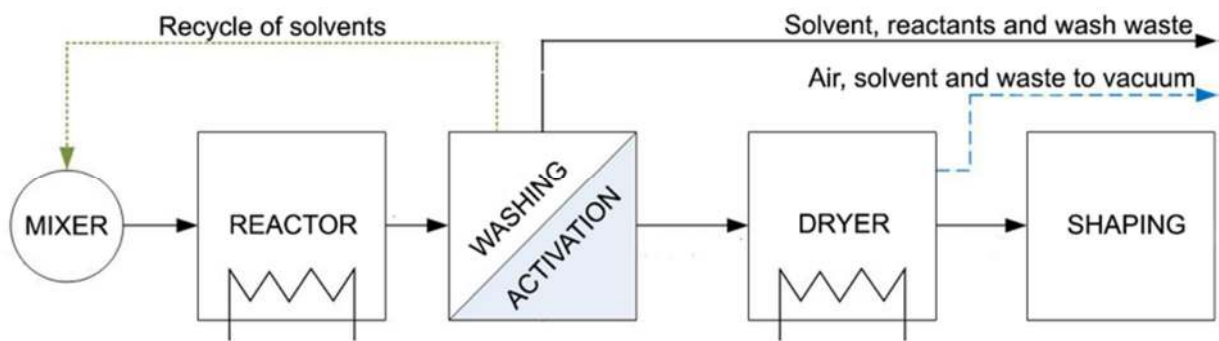 Recycle of solvents
Solvent, reactants and wash waste
Air, solvent and waste to vacuum
MIXER
REACTOR
WASHING
ACTIVATION
DRYER
SHAPING